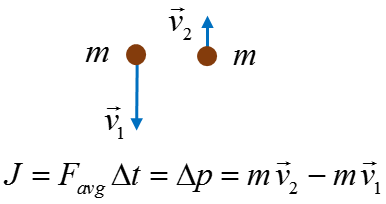 v⃗₂
m m
v⃗₁
J = F_avg Δt = Δp = m v⃗₂ − m v⃗₁